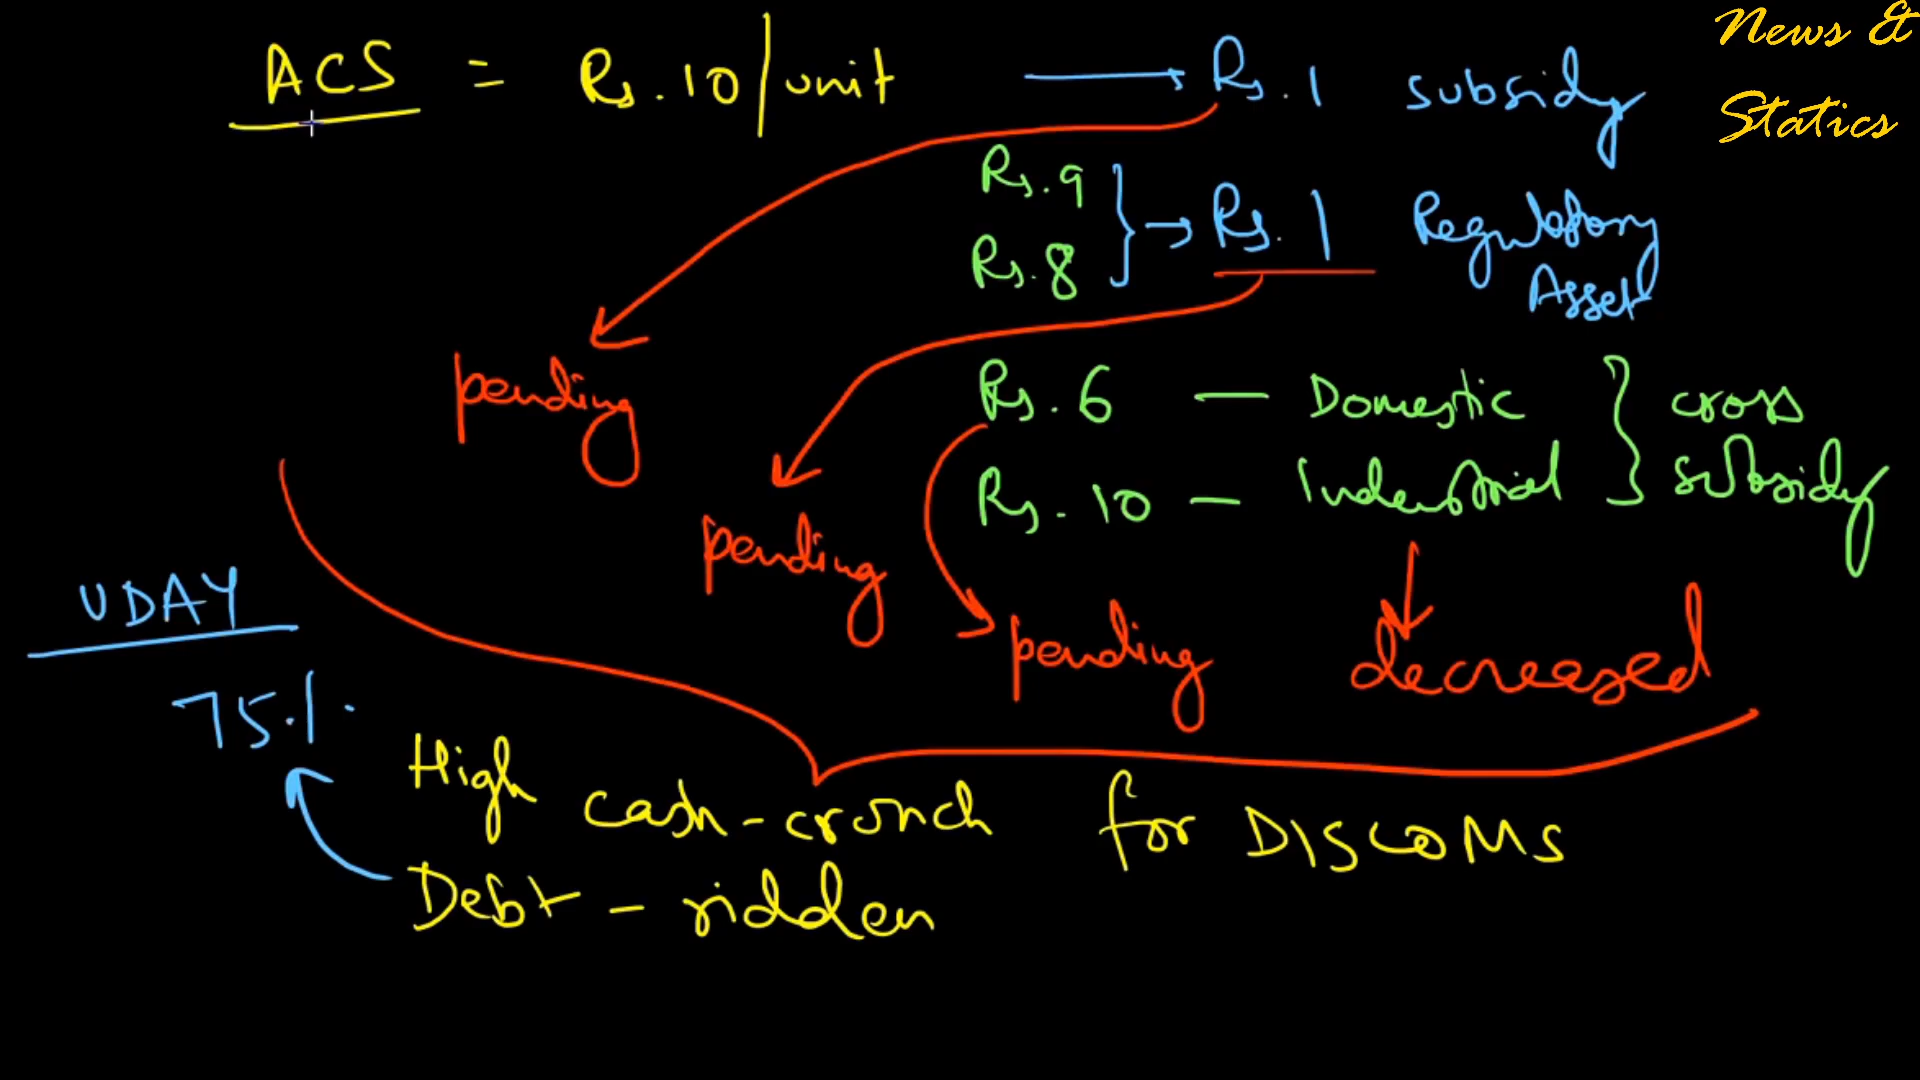 News &
Statics
ACS = Rs. 10/unit → Rs. 1 subsidy
Rs. 9
Rs. 8 } → Rs. 1 Regulatory
Asset
pending
Rs. 6 — Domestic } cross
Rs. 10 — Industrial subsidy
pending
pending decreased
UDAY
75%
High cash-crunch for DISCOMs
Debt - ridden